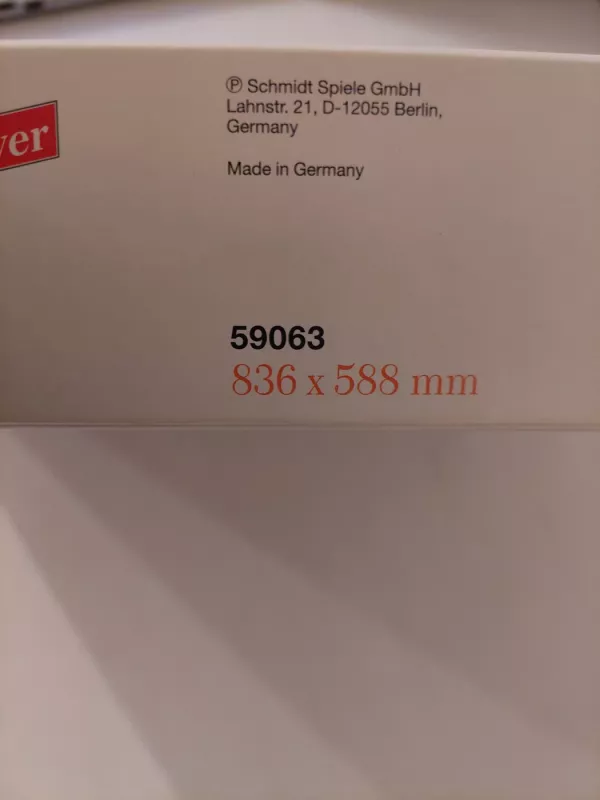 ver
℗ Schmidt Spiele GmbH
Lahnstr. 21, D-12055 Berlin,
Germany
Made in Germany
59063
836 x 588 mm